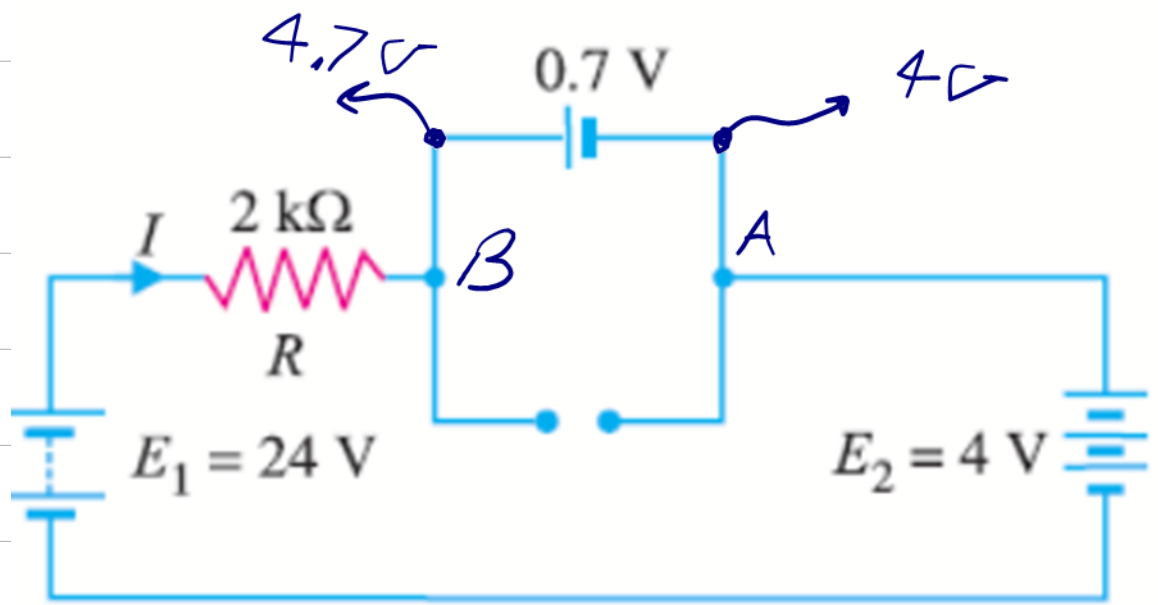 4.7v
0.7 V
4v
I
2 kΩ
B
A
R
E₁ = 24 V
E₂ = 4 V